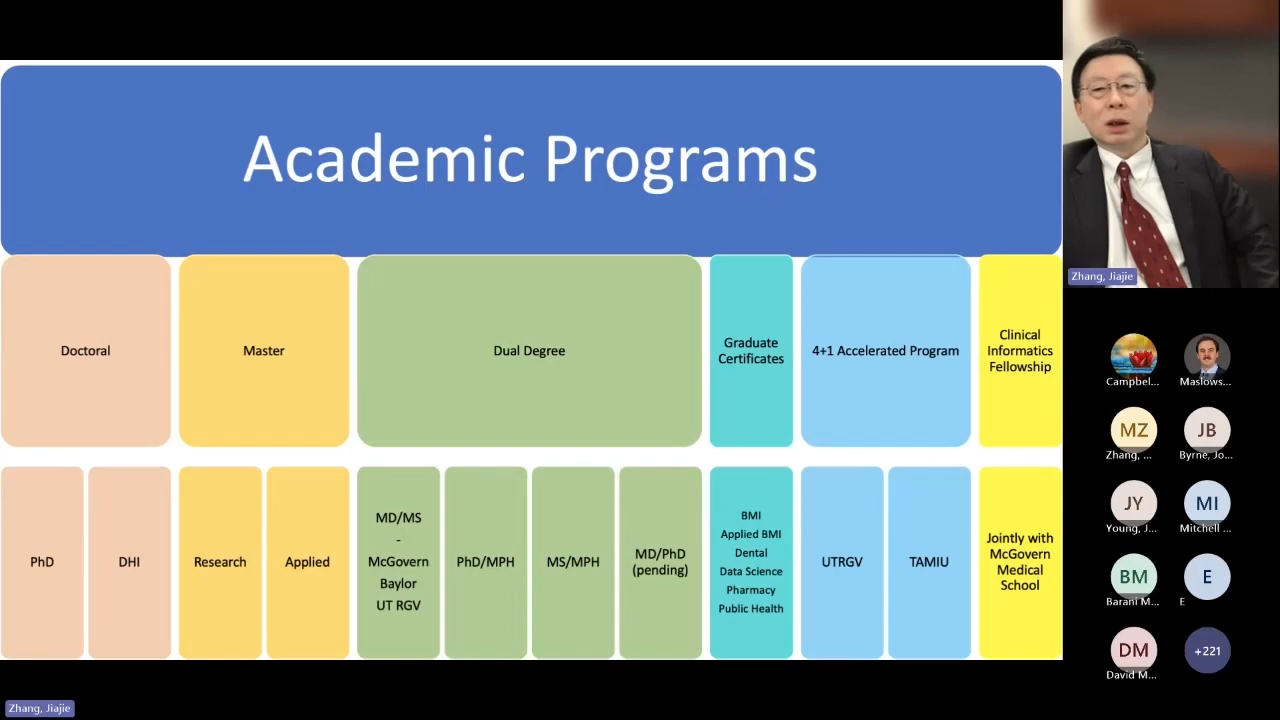 Academic Programs
Doctoral
Master
Dual Degree
Graduate
Certificates
4+1 Accelerated Program
Clinical
Informatics
Fellowship
PhD
DHI
Research
Applied
MD/MS
-
McGovern
Baylor
UT RGV
PhD/MPH
MS/MPH
MD/PhD
(pending)
BMI
Applied BMI
Dental
Data Science
Pharmacy
Public Health
UTRGV
TAMIU
Jointly with
McGovern
Medical
School
Zhang, Jiajie
Campbel...
Maslows...
MZ
Zhang, ...
JB
Byrne, Jo...
JY
Young, J...
MI
Mitchell ...
BM
Barani M...
E
E
DM
David M...
+221
Zhang, Jiajie